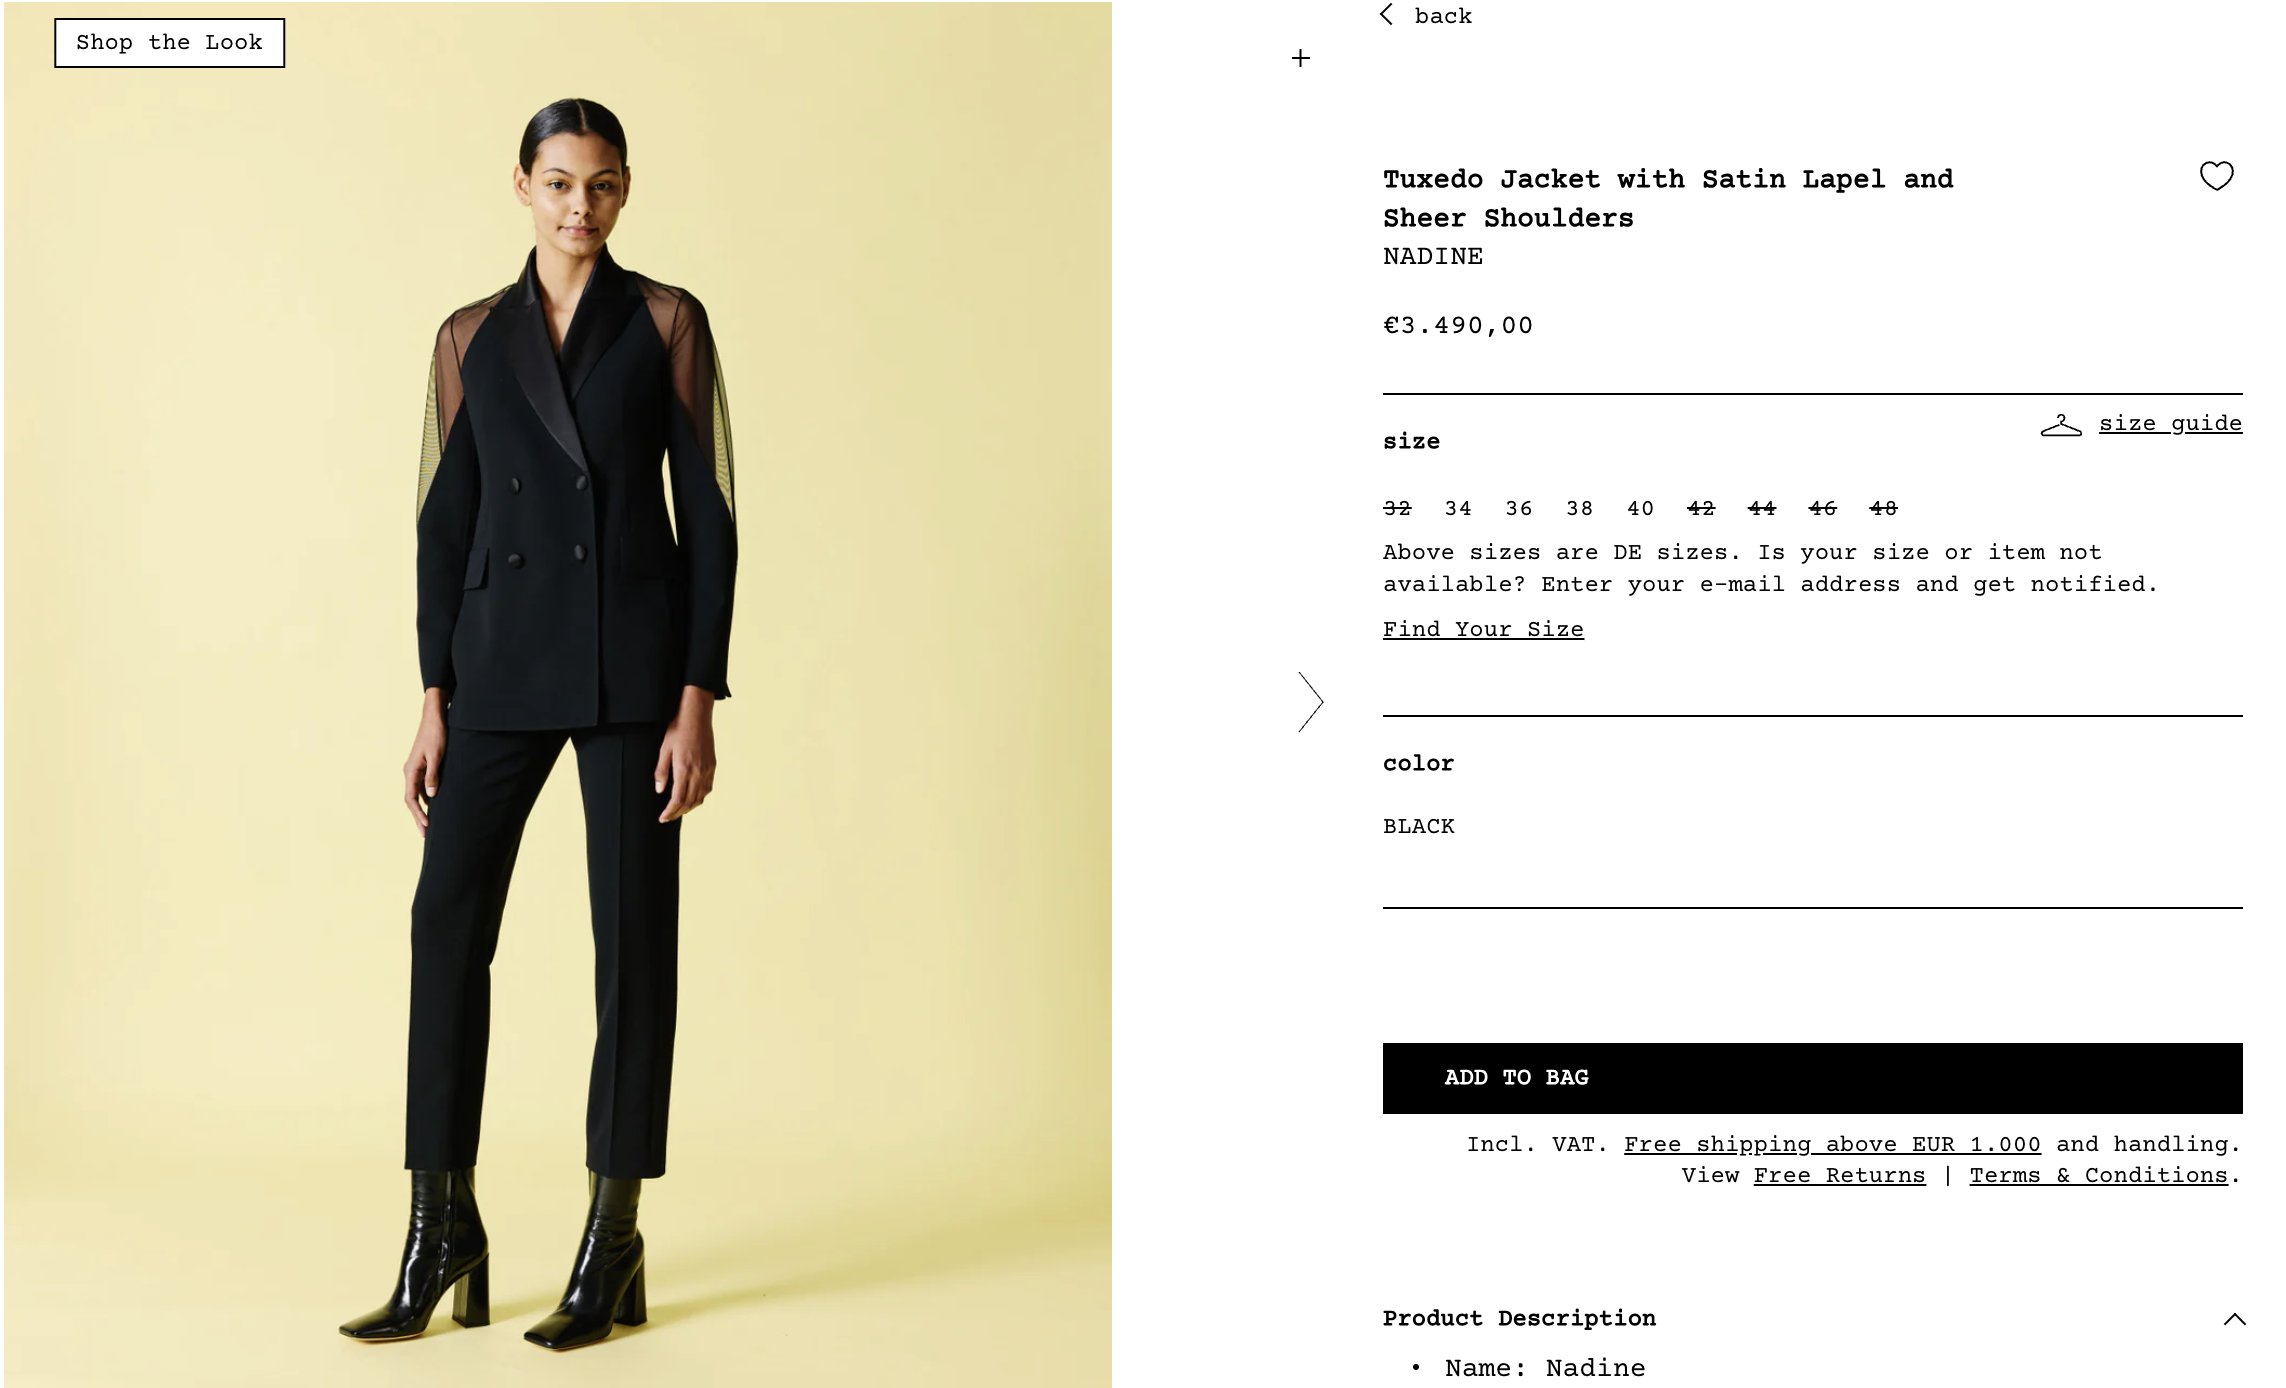 Shop the Look
back
Tuxedo Jacket with Satin Lapel and
Sheer Shoulders
NADINE
€3.490,00
size guide
size
32 34 36 38 40 42 44 46 48
Above sizes are DE sizes. Is your size or item not
available? Enter your e-mail address and get notified.
Find Your Size
color
BLACK
ADD TO BAG
Incl. VAT. Free shipping above EUR 1.000 and handling.
View Free Returns | Terms & Conditions.
Product Description
• Name: Nadine